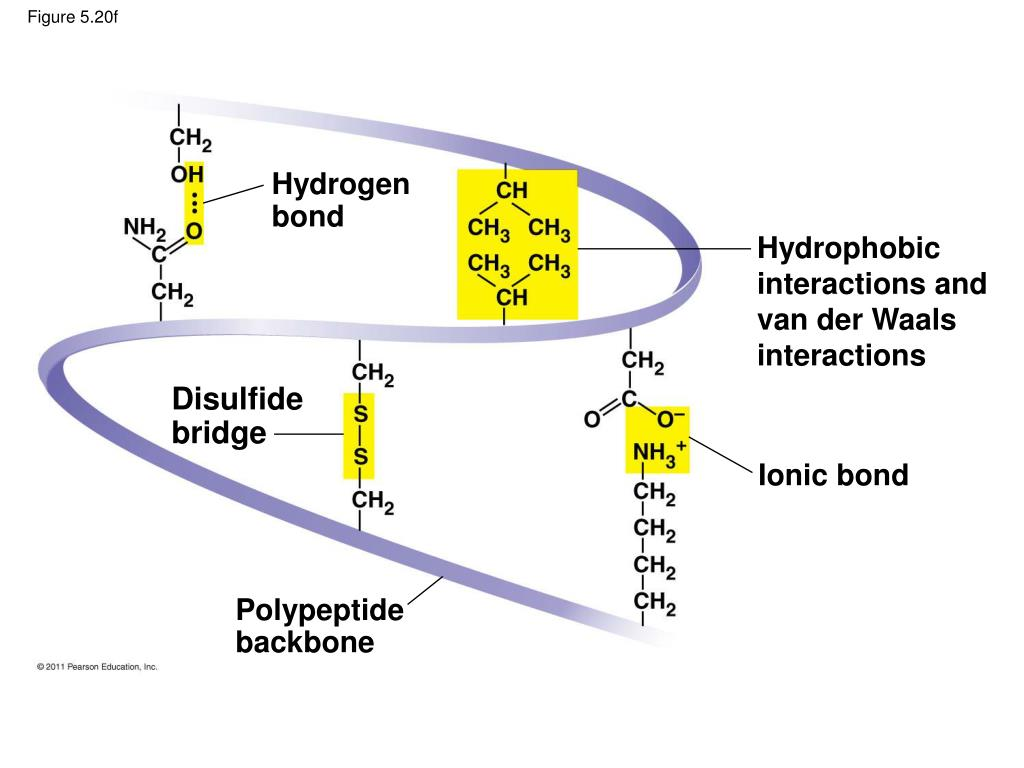 Figure 5.20f
CH2
OH
Hydrogen
bond
NH2
O
C
CH2
CH
CH3 CH3
CH3 CH3
CH
Hydrophobic
interactions and
van der Waals
interactions
Disulfide
bridge
CH2
S
S
CH2
CH2
C
O O−
NH3+
CH2
CH2
CH2
CH2
Ionic bond
Polypeptide
backbone
© 2011 Pearson Education, Inc.